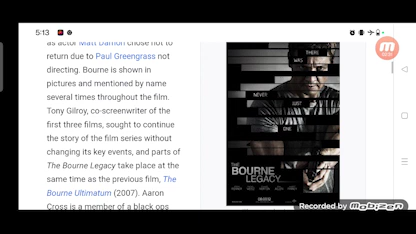 5:13
as actor Matt Damon chose not to
return due to Paul Greengrass not
directing. Bourne is shown in
pictures and mentioned by name
several times throughout the film.
Tony Gilroy, co-screenwriter of the
first three films, sought to continue
the story of the film series without
changing its key events, and parts of
The Bourne Legacy take place at the
same time as the previous film, The
Bourne Ultimatum (2007). Aaron
Cross is a member of a black ops
THERE
WAS
NEVER
JUST
ONE
THE
BOURNE
LEGACY
Recorded by MOBIZEN